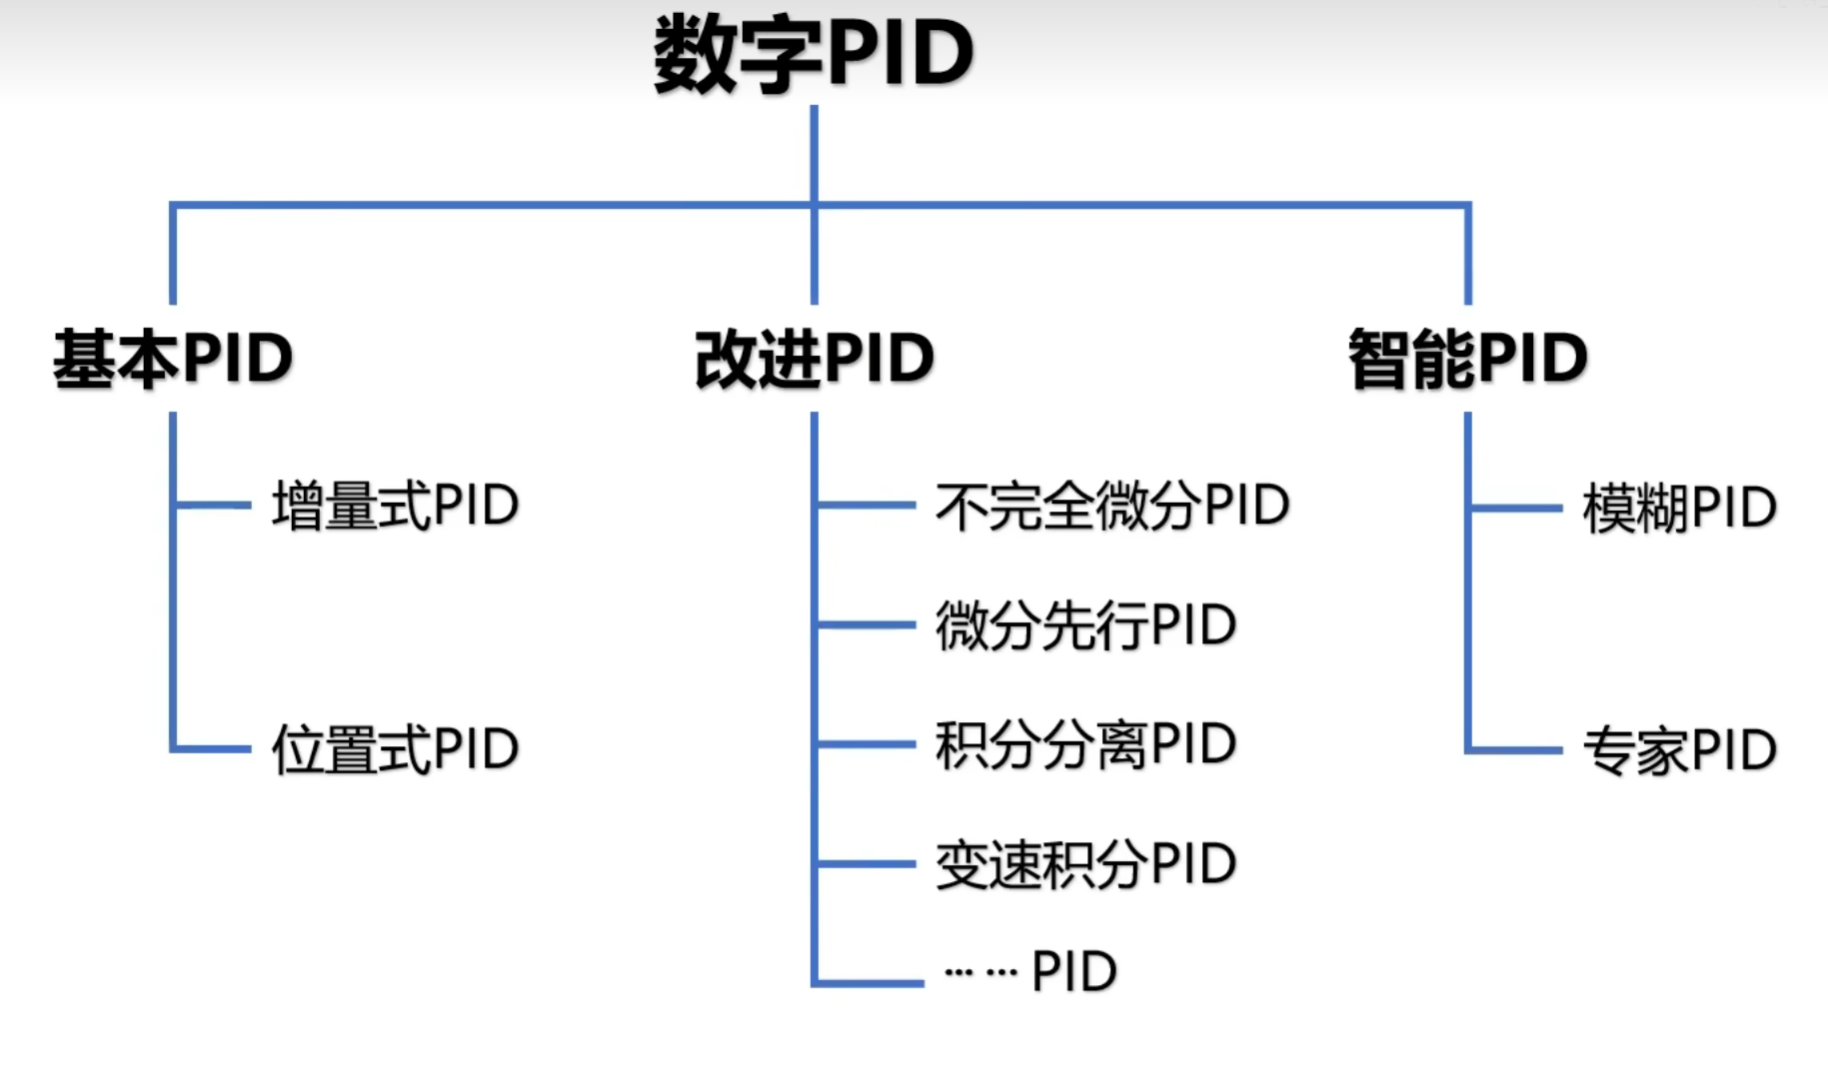 数字PID
基本PID
改进PID
智能PID
增量式PID
位置式PID
不完全微分PID
微分先行PID
积分分离PID
变速积分PID
… … PID
模糊PID
专家PID